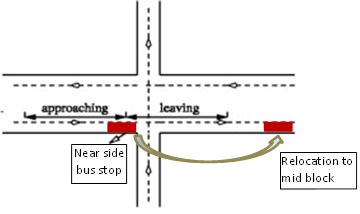 approaching leaving
Near side
bus stop
Relocation to
mid block